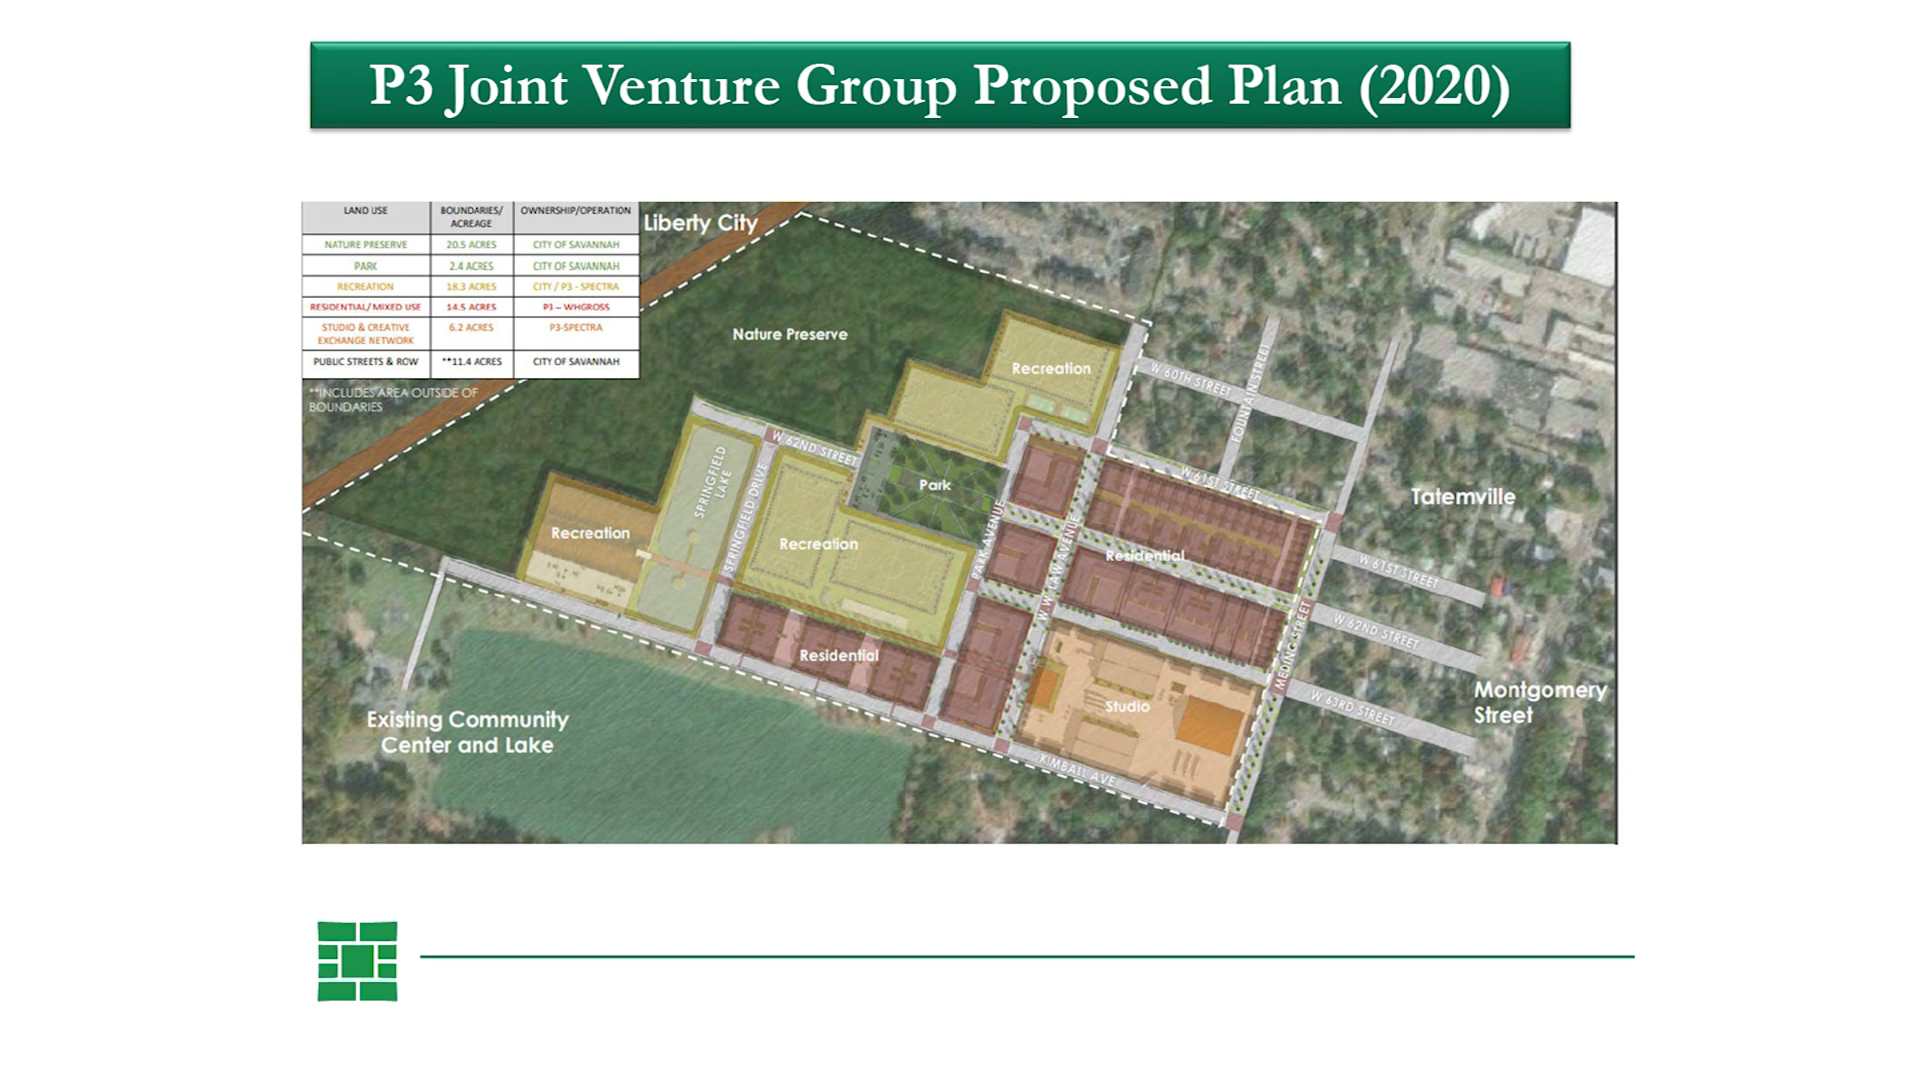 P3 Joint Venture Group Proposed Plan (2020)
LAND USE BOUNDARIES/ ACREAGE OWNERSHIP/OPERATION
NATURE PRESERVE 20.5 ACRES CITY OF SAVANNAH
PARK 2.4 ACRES CITY OF SAVANNAH
RECREATION 18.3 ACRES CITY / P3 - SPECTRA
RESIDENTIAL/ MIXED USE 14.5 ACRES P3 – WHGROSS
STUDIO & CREATIVE EXCHANGE NETWORK 6.2 ACRES P3-SPECTRA
PUBLIC STREETS & ROW **11.4 ACRES CITY OF SAVANNAH
**INCLUDES AREA OUTSIDE OF
BOUNDARIES
Liberty City
Nature Preserve
Recreation
W 60TH STREET
FOUNTAIN STREET
W 62ND STREET
SPRINGFIELD
LAKE
SPRINGFIELD DRIVE
Park
W 61ST STREET
Tatemville
Recreation
Recreation
PARK AVENUE
W W LAW AVENUE
Residential
W 61ST STREET
W 62ND STREET
MEDING STREET
Residential
Studio
W 63RD STREET
Montgomery
Street
Existing Community
Center and Lake
KIMBALL AVE